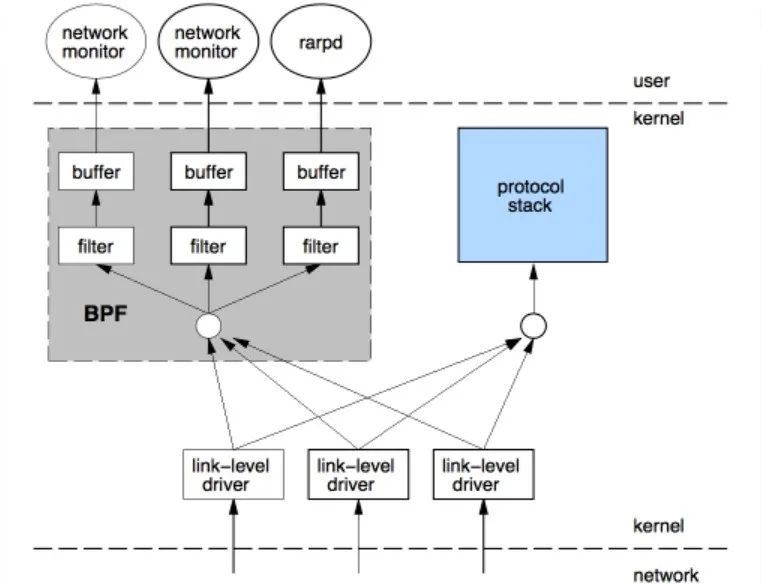 network
monitor
network
monitor
rarpd
user
kernel
buffer
buffer
buffer
protocol
stack
filter
filter
filter
BPF
link-level
driver
link-level
driver
link-level
driver
kernel
network